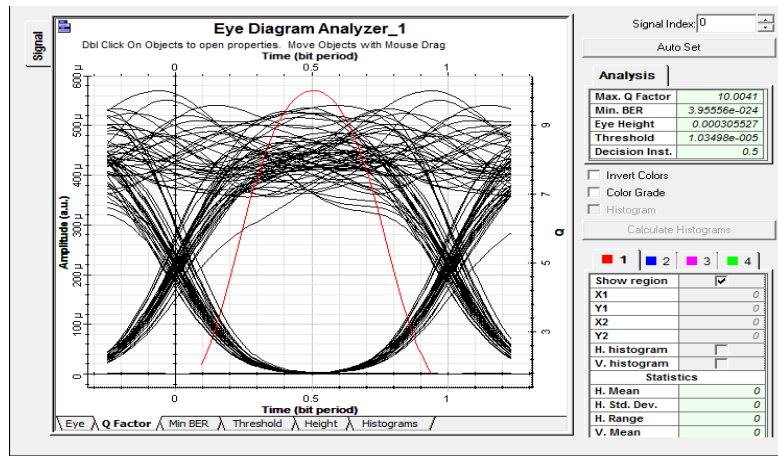 Signal
Eye Diagram Analyzer_1
Dbl Click On Objects to open properties. Move Objects with Mouse Drag
Time (bit period)
0 1
600 µ
500 µ
400 µ
300 µ
200 µ
100 µ
0
Amplitude (a.u.)
9
7
5
3
Q
0 0.5 1
Time (bit period)
Eye Q Factor Min BER Threshold Height Histograms
Signal Index: 0
Auto Set
Analysis
Max. Q Factor 10.0041
Min. BER 3.95556e-024
Eye Height 0.000305527
Threshold 1.03498e-005
Decision Inst. 0.5
Invert Colors
Color Grade
Histogram
Calculate Histograms
1 2 3 4
Show region
X1 0
Y1 0
X2 0
Y2 0
H. histogram
V. histogram
Statistics
H. Mean 0
H. Std. Dev. 0
H. Range 0
V. Mean 0